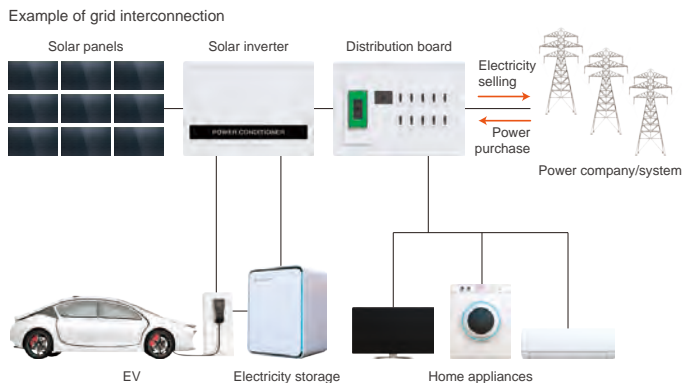 Example of grid interconnection
Solar panels
Solar inverter
Distribution board
POWER CONDITIONER
Electricity
selling
Power
purchase
Power company/system
EV
Electricity storage
Home appliances